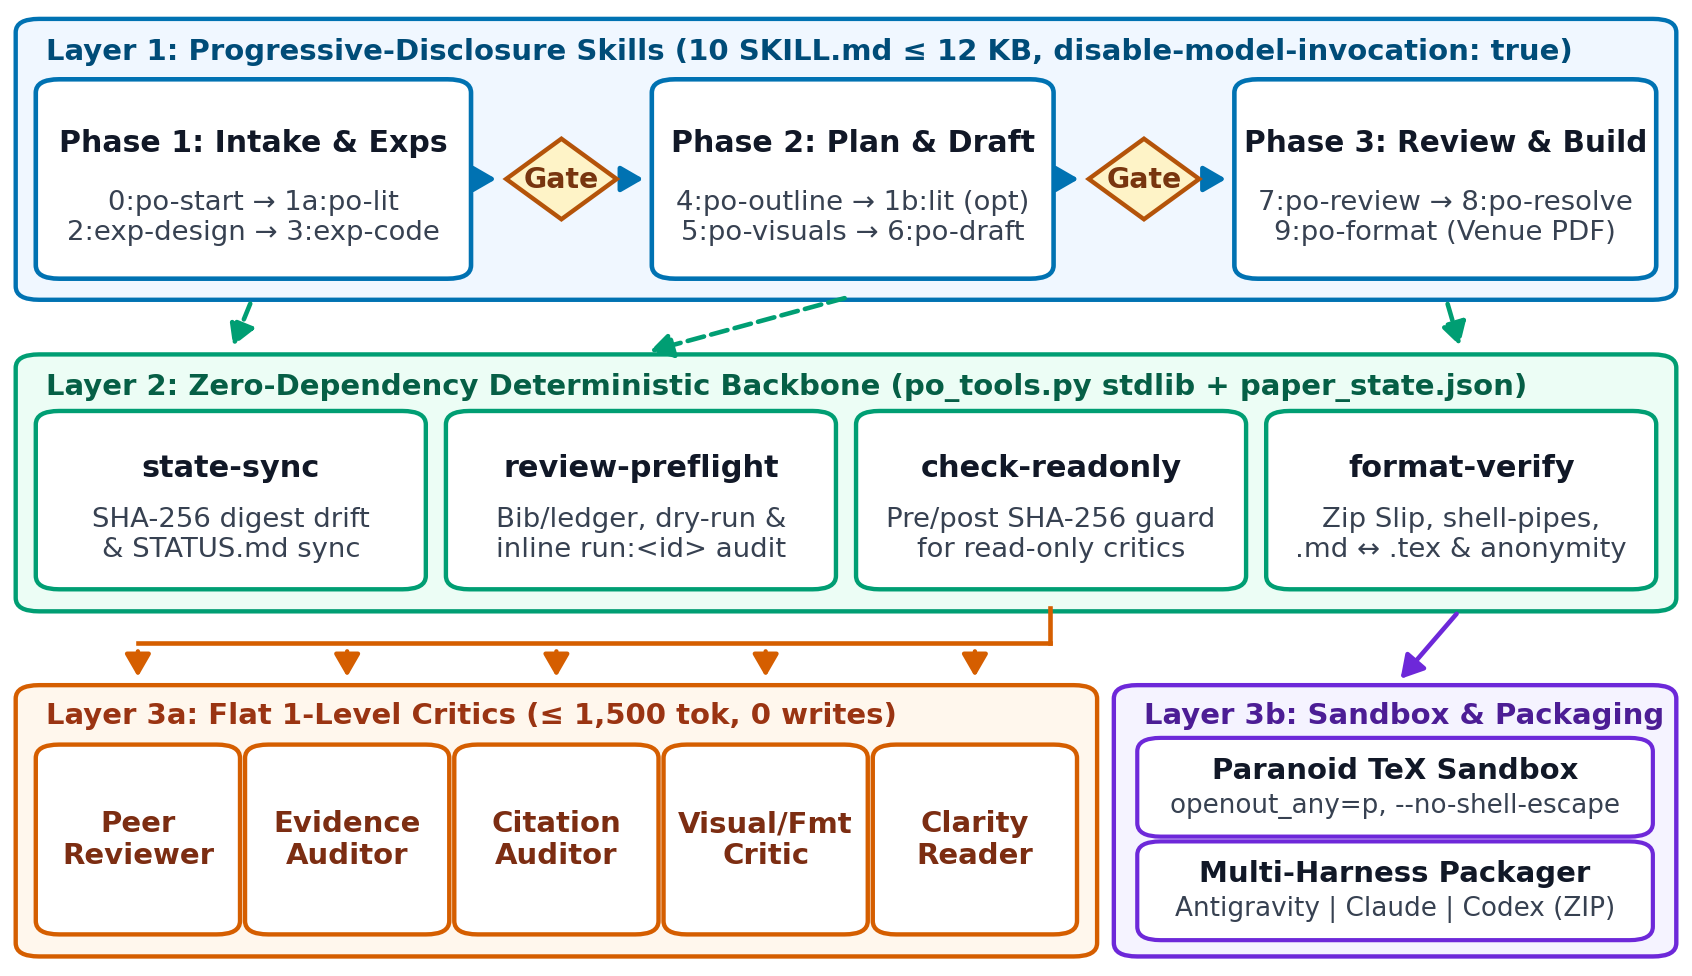 Layer 1: Progressive-Disclosure Skills (10 SKILL.md ≤ 12 KB, disable-model-invocation: true)
Phase 1: Intake & Exps
0:po-start → 1a:po-lit
2:exp-design → 3:exp-code
Gate
Phase 2: Plan & Draft
4:po-outline → 1b:lit (opt)
5:po-visuals → 6:po-draft
Gate
Phase 3: Review & Build
7:po-review → 8:po-resolve
9:po-format (Venue PDF)
Layer 2: Zero-Dependency Deterministic Backbone (po_tools.py stdlib + paper_state.json)
state-sync
SHA-256 digest drift
& STATUS.md sync
review-preflight
Bib/ledger, dry-run &
inline run:<id> audit
check-readonly
Pre/post SHA-256 guard
for read-only critics
format-verify
Zip Slip, shell-pipes,
.md ↔ .tex & anonymity
Layer 3a: Flat 1-Level Critics (≤ 1,500 tok, 0 writes)
Peer
Reviewer
Evidence
Auditor
Citation
Auditor
Visual/Fmt
Critic
Clarity
Reader
Layer 3b: Sandbox & Packaging
Paranoid TeX Sandbox
openout_any=p, --no-shell-escape
Multi-Harness Packager
Antigravity | Claude | Codex (ZIP)